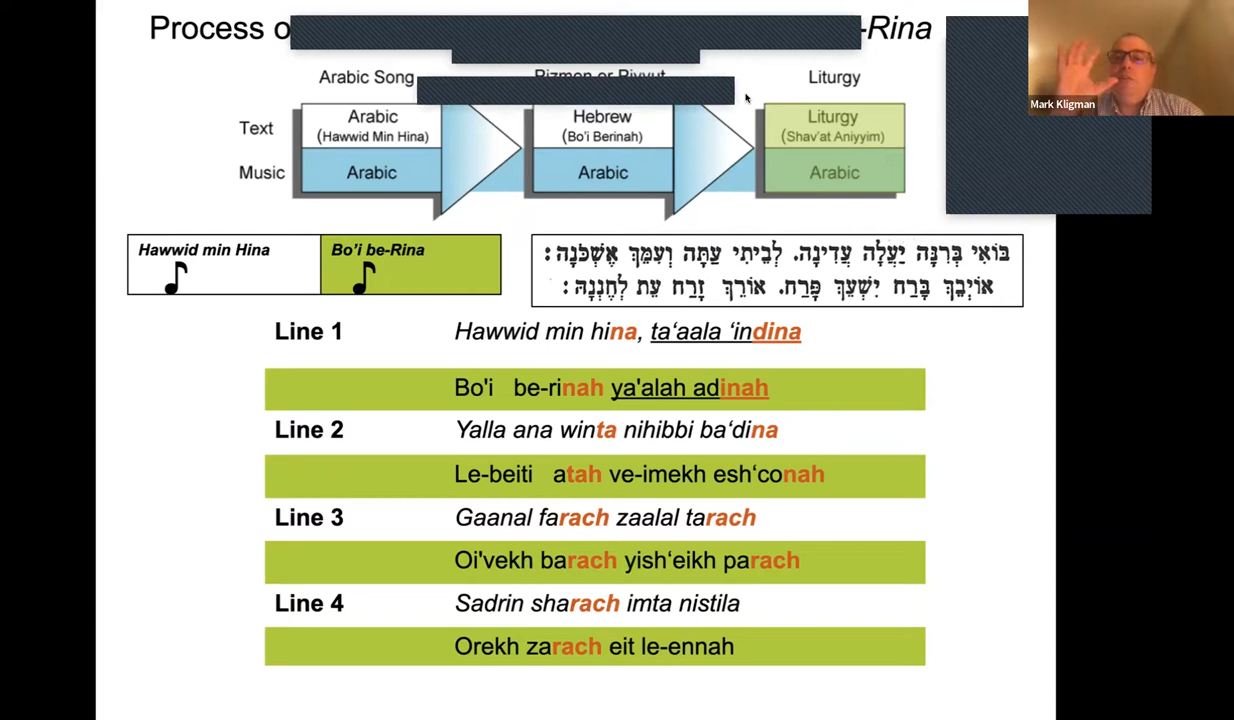 Process o
-Rina
Arabic Song
Pizmon or Piyyut
Liturgy
Text
Arabic
(Hawwid Min Hina)
Hebrew
(Bo'i Berinah)
Liturgy
(Shav'at Aniyyim)
Music
Arabic
Arabic
Arabic
Mark Kligman
Hawwid min Hina
Bo'i be-Rina
בּוֹאִי בְּרִנָּה יַעֲלָה עֲדִינָה. לְבֵיתִי עַתָּה וְעִמֵּךְ אֶשְׁכֹּנָה:
אוֹיְבֵךְ בָּרַח יִשְׁעֵךְ פָּרַח. אוֹרֵךְ זָרַח עֵת לְחֶנְנָהּ:
Line 1
Hawwid min hina, ta‘aala ‘indina
Bo'i be-rinah ya'alah adinah
Line 2
Yalla ana winta nihibbi ba‘dina
Le-beiti atah ve-imekh esh‘conah
Line 3
Gaanal farach zaalal tarach
Oi'vekh barach yish‘eikh parach
Line 4
Sadrin sharach imta nistila
Orekh zarach eit le-ennah